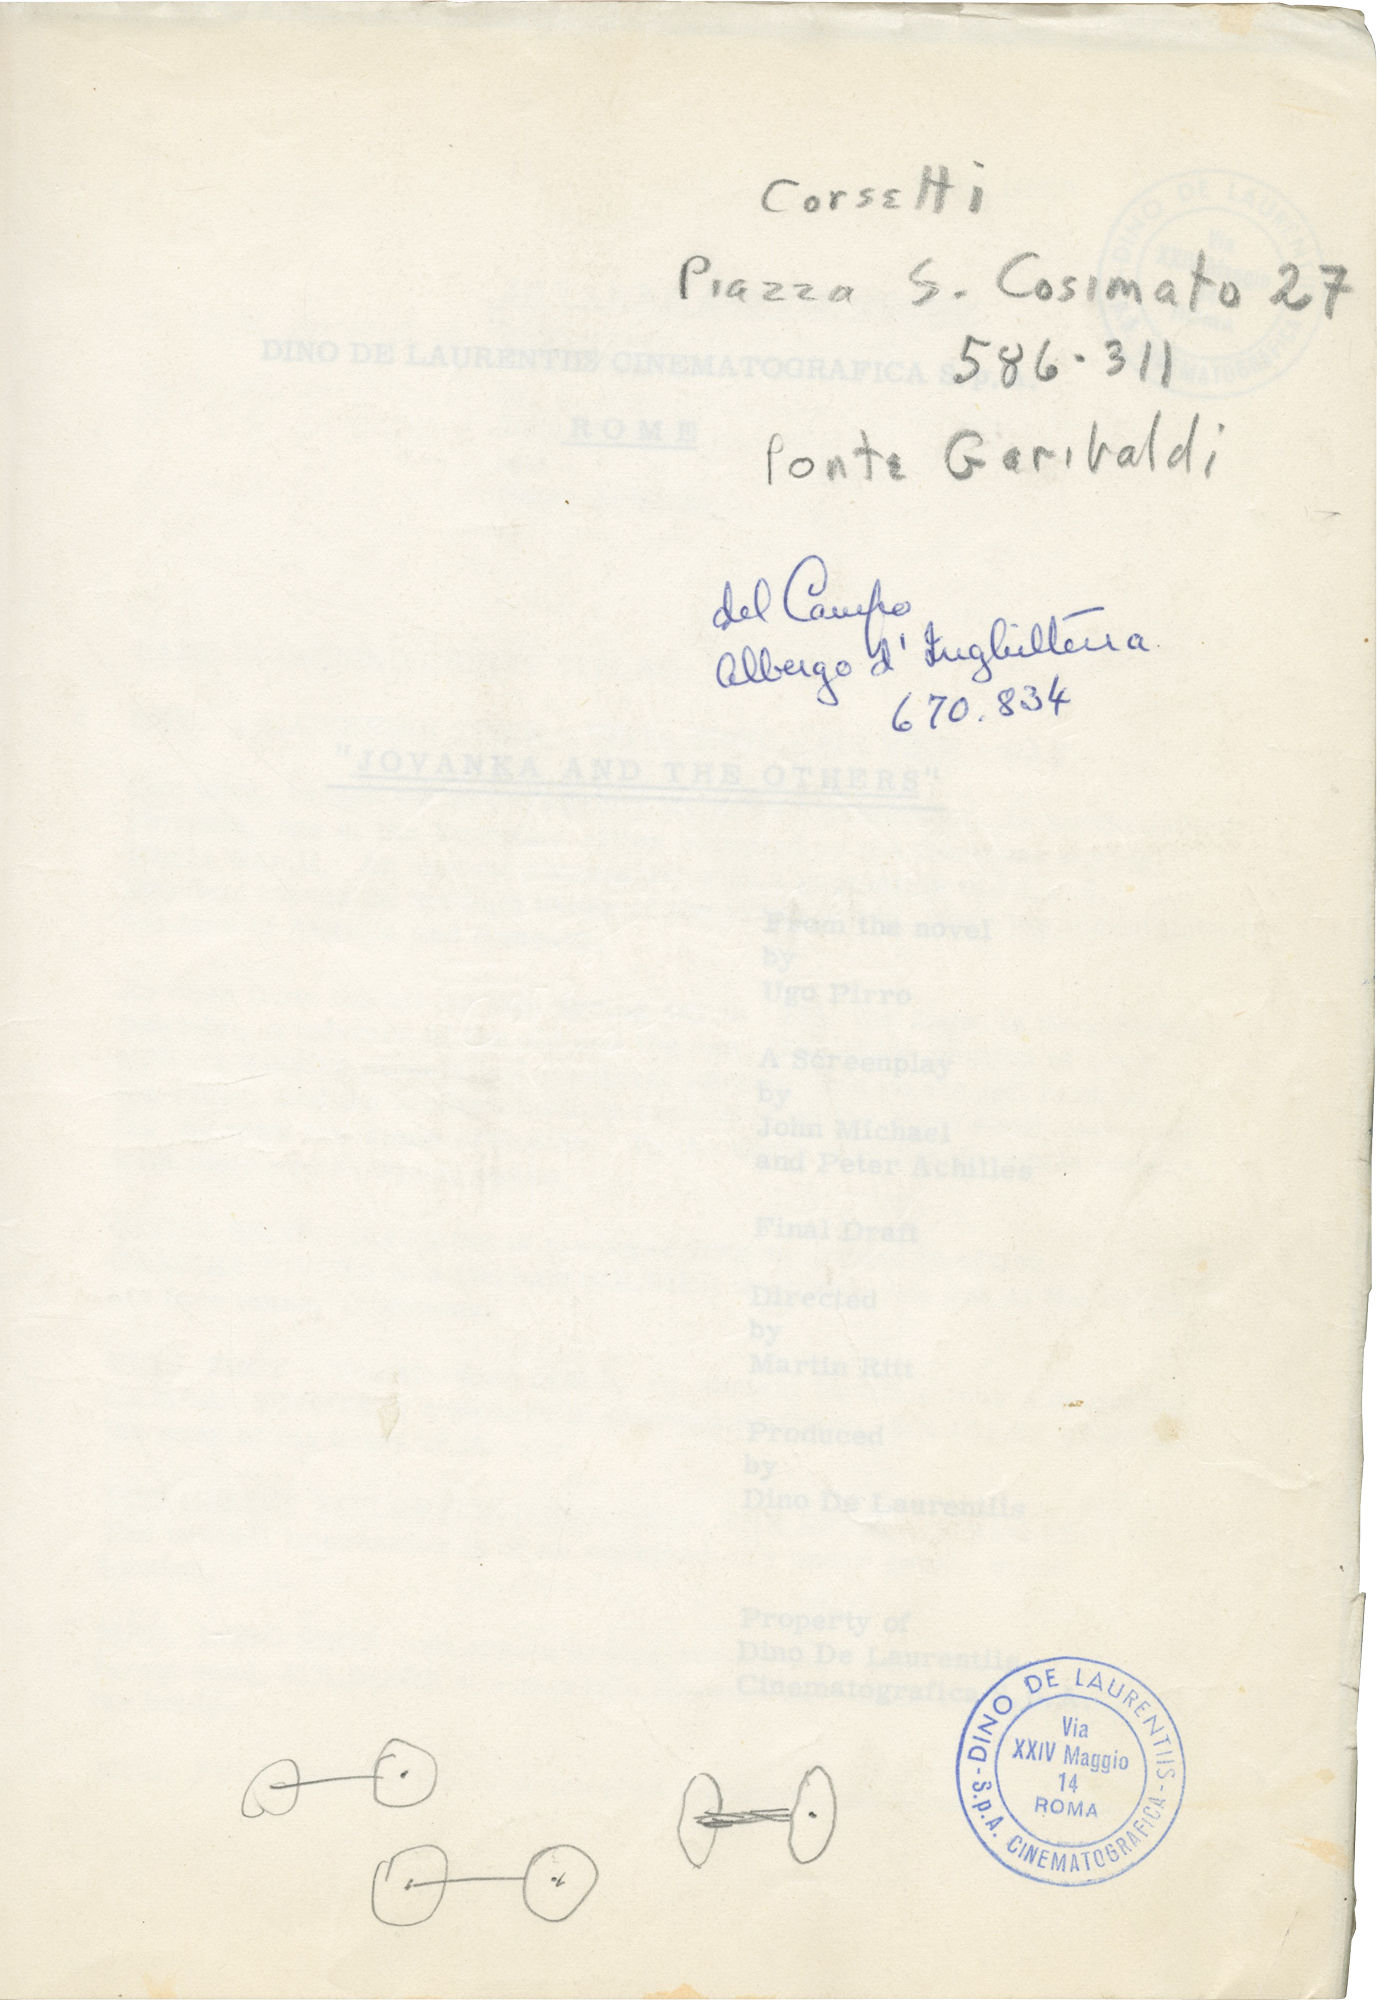 Corsetti
Piazza S. Cosimato 27
586·311
Ponte Garibaldi
DINO DE LAURENTIIS CINEMATOGRAFICA S.p.
ROME
del Campo
Albergo d'Inghilterra
670.834
"JOVANKA AND THE OTHERS"
From the novel
by
Ugo Pirro
A Screenplay
by
John Michael
and Peter Achilles
Final Draft
Directed
by
Martin Ritt
Produced
by
Dino De Laurentiis
Property of
Dino De Laurentiis
Cinematografica
DINO DE LAURENTIIS
S.p.A. CINEMATOGRAFICA
Via
XXIV Maggio
14
ROMA